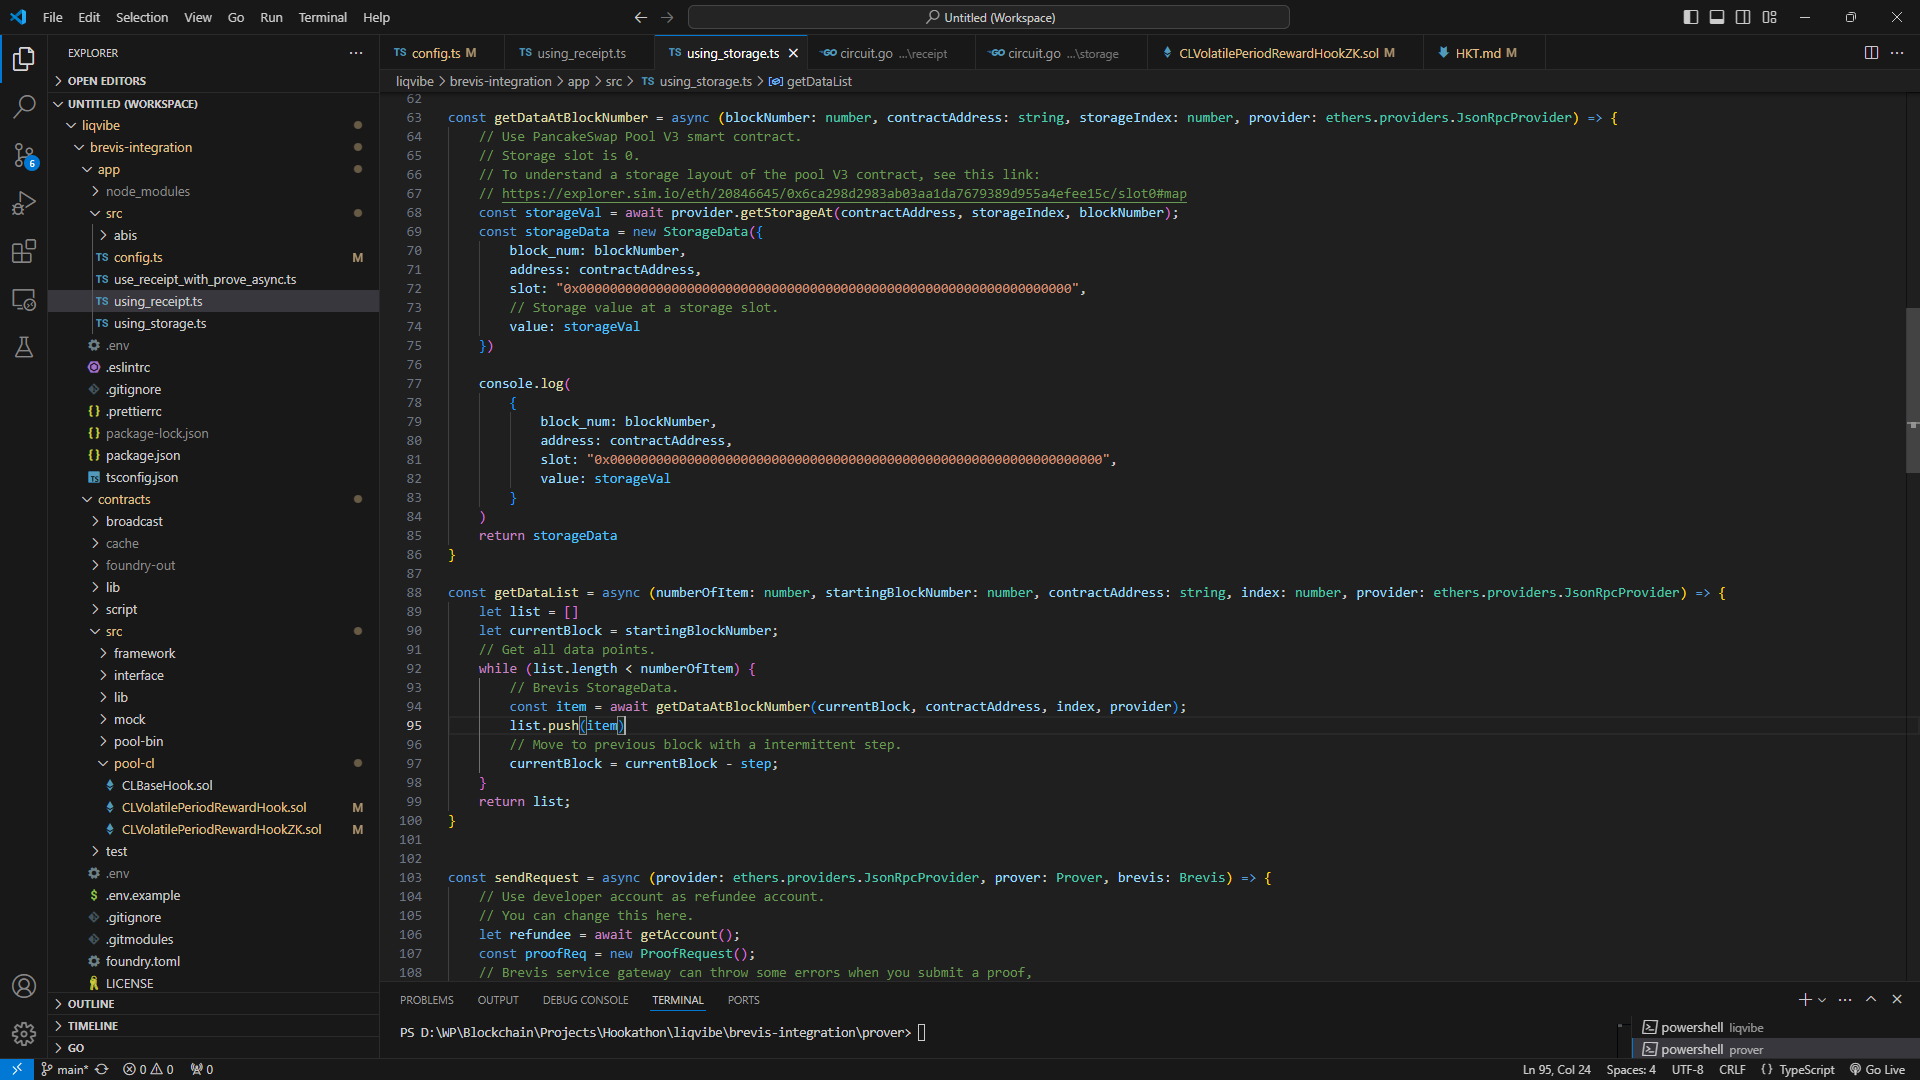 File Edit Selection View Go Run Terminal Help
Untitled (Workspace)
EXPLORER
OPEN EDITORS
UNTITLED (WORKSPACE)
liqvibe
brevis-integration
app
node_modules
src
abis
TS config.ts M
TS use_receipt_with_prove_async.ts
TS using_receipt.ts
TS using_storage.ts
.env
.eslintrc
.gitignore
{} .prettierrc
{} package-lock.json
{} package.json
tsconfig.json
contracts
broadcast
cache
foundry-out
lib
script
src
framework
interface
lib
mock
pool-bin
pool-cl
CLBaseHook.sol
CLVolatilePeriodRewardHook.sol M
CLVolatilePeriodRewardHookZK.sol M
test
.env
$ .env.example
.gitignore
.gitmodules
foundry.toml
LICENSE
OUTLINE
TIMELINE
GO
6
TS config.ts M
TS using_receipt.ts
TS using_storage.ts
GO circuit.go ...\receipt
GO circuit.go ...\storage
CLVolatilePeriodRewardHookZK.sol M
HKT.md M
liqvibe > brevis-integration > app > src > TS using_storage.ts > getDataList
62
63 const getDataAtBlockNumber = async (blockNumber: number, contractAddress: string, storageIndex: number, provider: ethers.providers.JsonRpcProvider) => {
64 // Use PancakeSwap Pool V3 smart contract.
65 // Storage slot is 0.
66 // To understand a storage layout of the pool V3 contract, see this link:
67 // https://explorer.sim.io/eth/20846645/0x6ca298d2983ab03aa1da7679389d955a4efee15c/slot0#map
68 const storageVal = await provider.getStorageAt(contractAddress, storageIndex, blockNumber);
69 const storageData = new StorageData({
70 block_num: blockNumber,
71 address: contractAddress,
72 slot: "0x0000000000000000000000000000000000000000000000000000000000000000",
73 // Storage value at a storage slot.
74 value: storageVal
75 })
76
77 console.log(
78 {
79 block_num: blockNumber,
80 address: contractAddress,
81 slot: "0x0000000000000000000000000000000000000000000000000000000000000000",
82 value: storageVal
83 }
84 )
85 return storageData
86 }
87
88 const getDataList = async (numberOfItem: number, startingBlockNumber: number, contractAddress: string, index: number, provider: ethers.providers.JsonRpcProvider) => {
89 let list = []
90 let currentBlock = startingBlockNumber;
91 // Get all data points.
92 while (list.length < numberOfItem) {
93 // Brevis StorageData.
94 const item = await getDataAtBlockNumber(currentBlock, contractAddress, index, provider);
95 list.push(item)
96 // Move to previous block with a intermittent step.
97 currentBlock = currentBlock - step;
98 }
99 return list;
100 }
101
102
103 const sendRequest = async (provider: ethers.providers.JsonRpcProvider, prover: Prover, brevis: Brevis) => {
104 // Use developer account as refundee account.
105 // You can change this here.
106 let refundee = await getAccount();
107 const proofReq = new ProofRequest();
108 // Brevis service gateway can throw some errors when you submit a proof,
PROBLEMS OUTPUT DEBUG CONSOLE TERMINAL PORTS
PS D:\WP\Blockchain\Projects\Hookathon\liqvibe\brevis-integration\prover>
powershell liqvibe
powershell prover
main* 0 0 0
Ln 95, Col 24 Spaces: 4 UTF-8 CRLF {} TypeScript Go Live